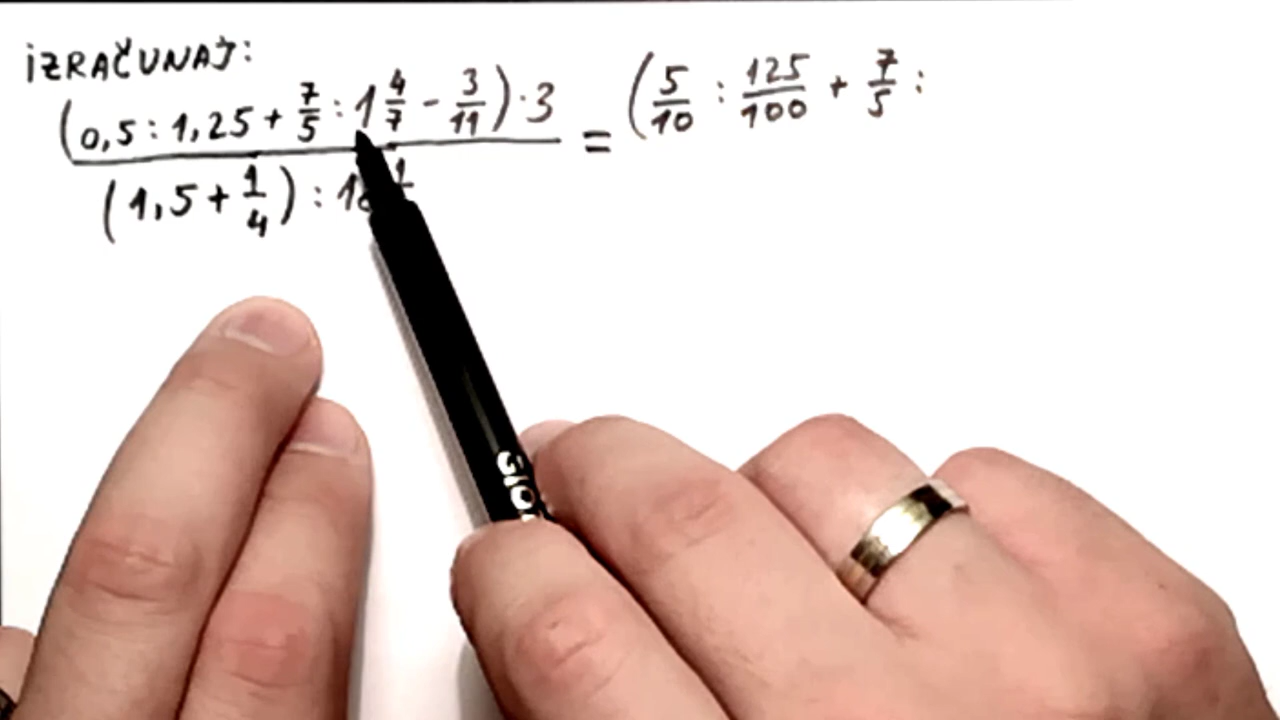 IZRAČUNAJ:
(0,5 : 1,25 + 7/5 : 1 4/7 - 3/11) · 3 = (5/10 : 125/100 + 7/5 :
(1,5 + 1/4) :